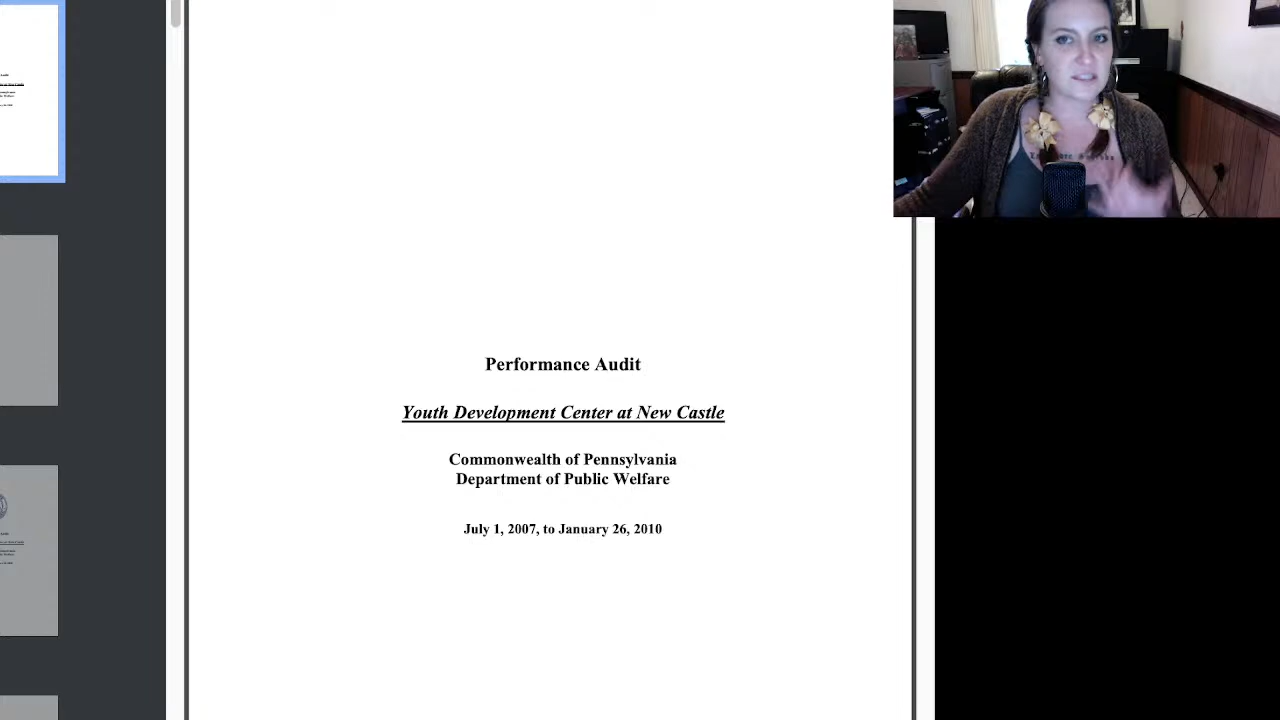 Performance Audit
Youth Development Center at New Castle
Commonwealth of Pennsylvania
Department of Public Welfare
July 1, 2007, to January 26, 2010